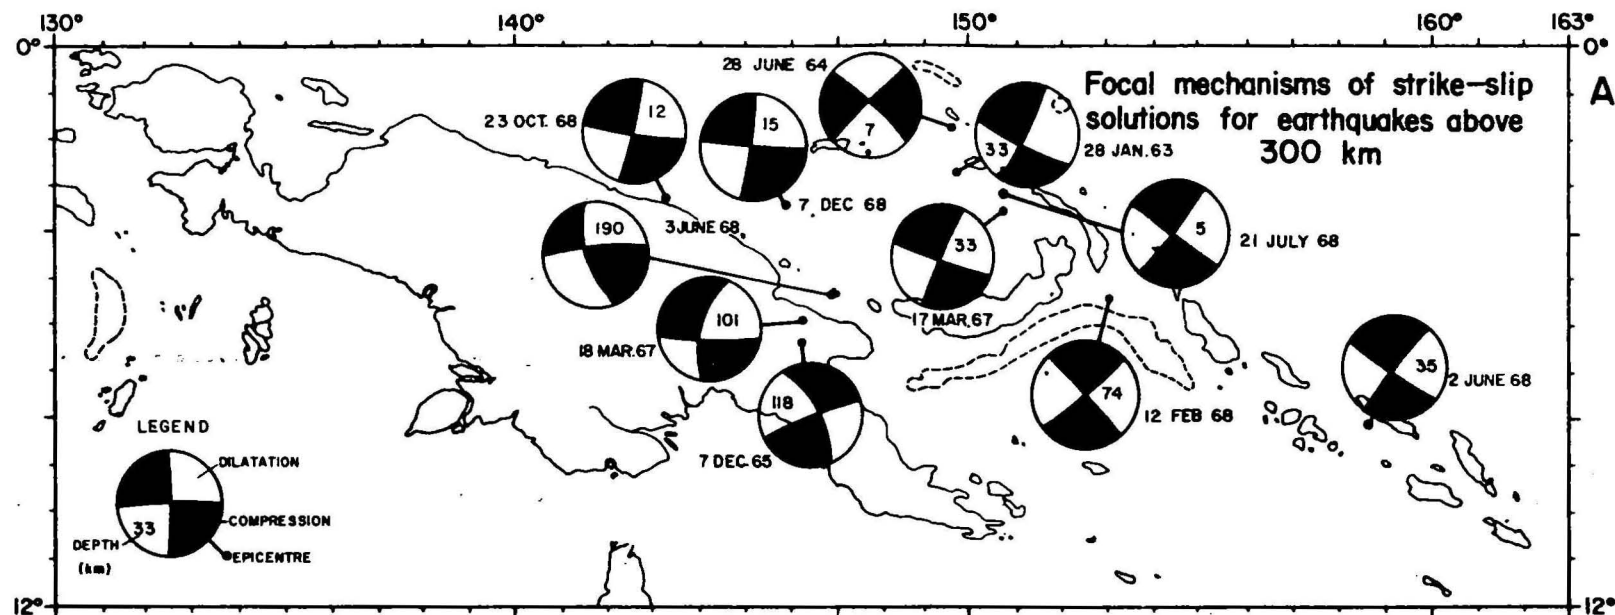 130°
140°
150°
160°
163°
0°
0°
A
28 JUNE 64
7
Focal mechanisms of strike-slip
solutions for earthquakes above
300 km
23 OCT. 68
12
15
33
28 JAN. 63
7 DEC 68
3 JUNE 68
190
33
5
21 JULY 68
17 MAR. 67
101
18 MAR. 67
118
7 DEC. 65
74
12 FEB 68
35
2 JUNE 68
LEGEND
DILATATION
COMPRESSION
33
DEPTH
(km)
EPICENTRE
12°
12°